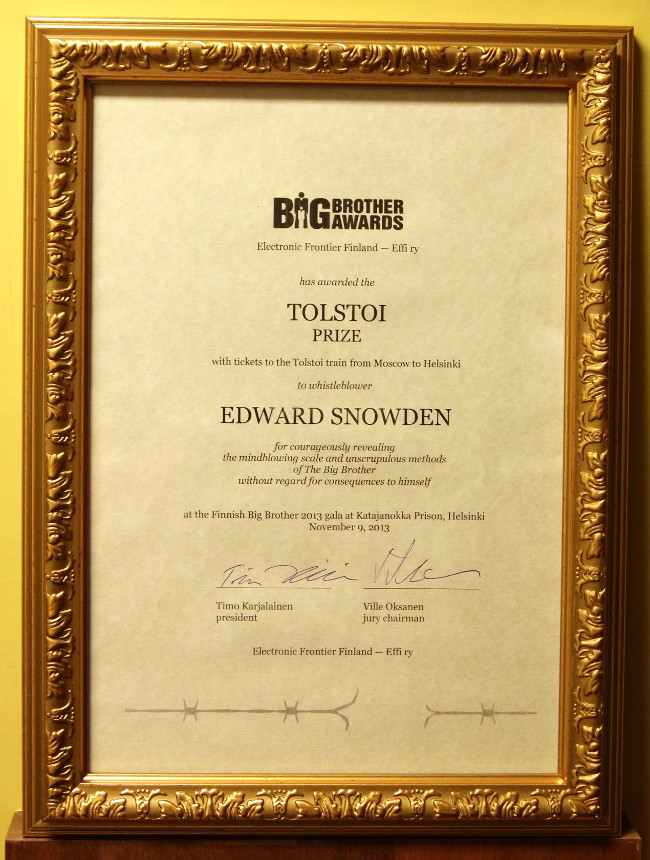 BIG BROTHER AWARDS
Electronic Frontier Finland — Effi ry
has awarded the
TOLSTOI
PRIZE
with tickets to the Tolstoi train from Moscow to Helsinki
to whistleblower
EDWARD SNOWDEN
for courageously revealing
the mindblowing scale and unscrupulous methods
of The Big Brother
without regard for consequences to himself
at the Finnish Big Brother 2013 gala at Katajanokka Prison, Helsinki
November 9, 2013
Timo Karjalainen Ville Oksanen
president jury chairman
Electronic Frontier Finland — Effi ry